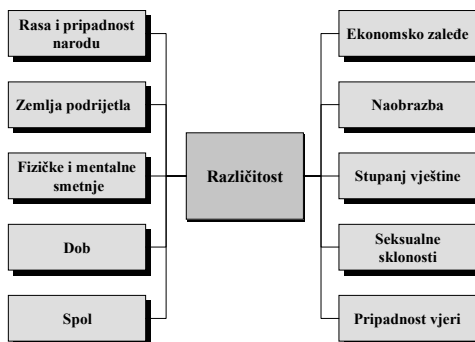 Rasa i pripadnost
narodu
Zemlja podrijetla
Fizičke i mentalne
smetnje
Dob
Spol
Različitost
Ekonomsko zaleđe
Naobrazba
Stupanj vještine
Seksualne
sklonosti
Pripadnost vjeri